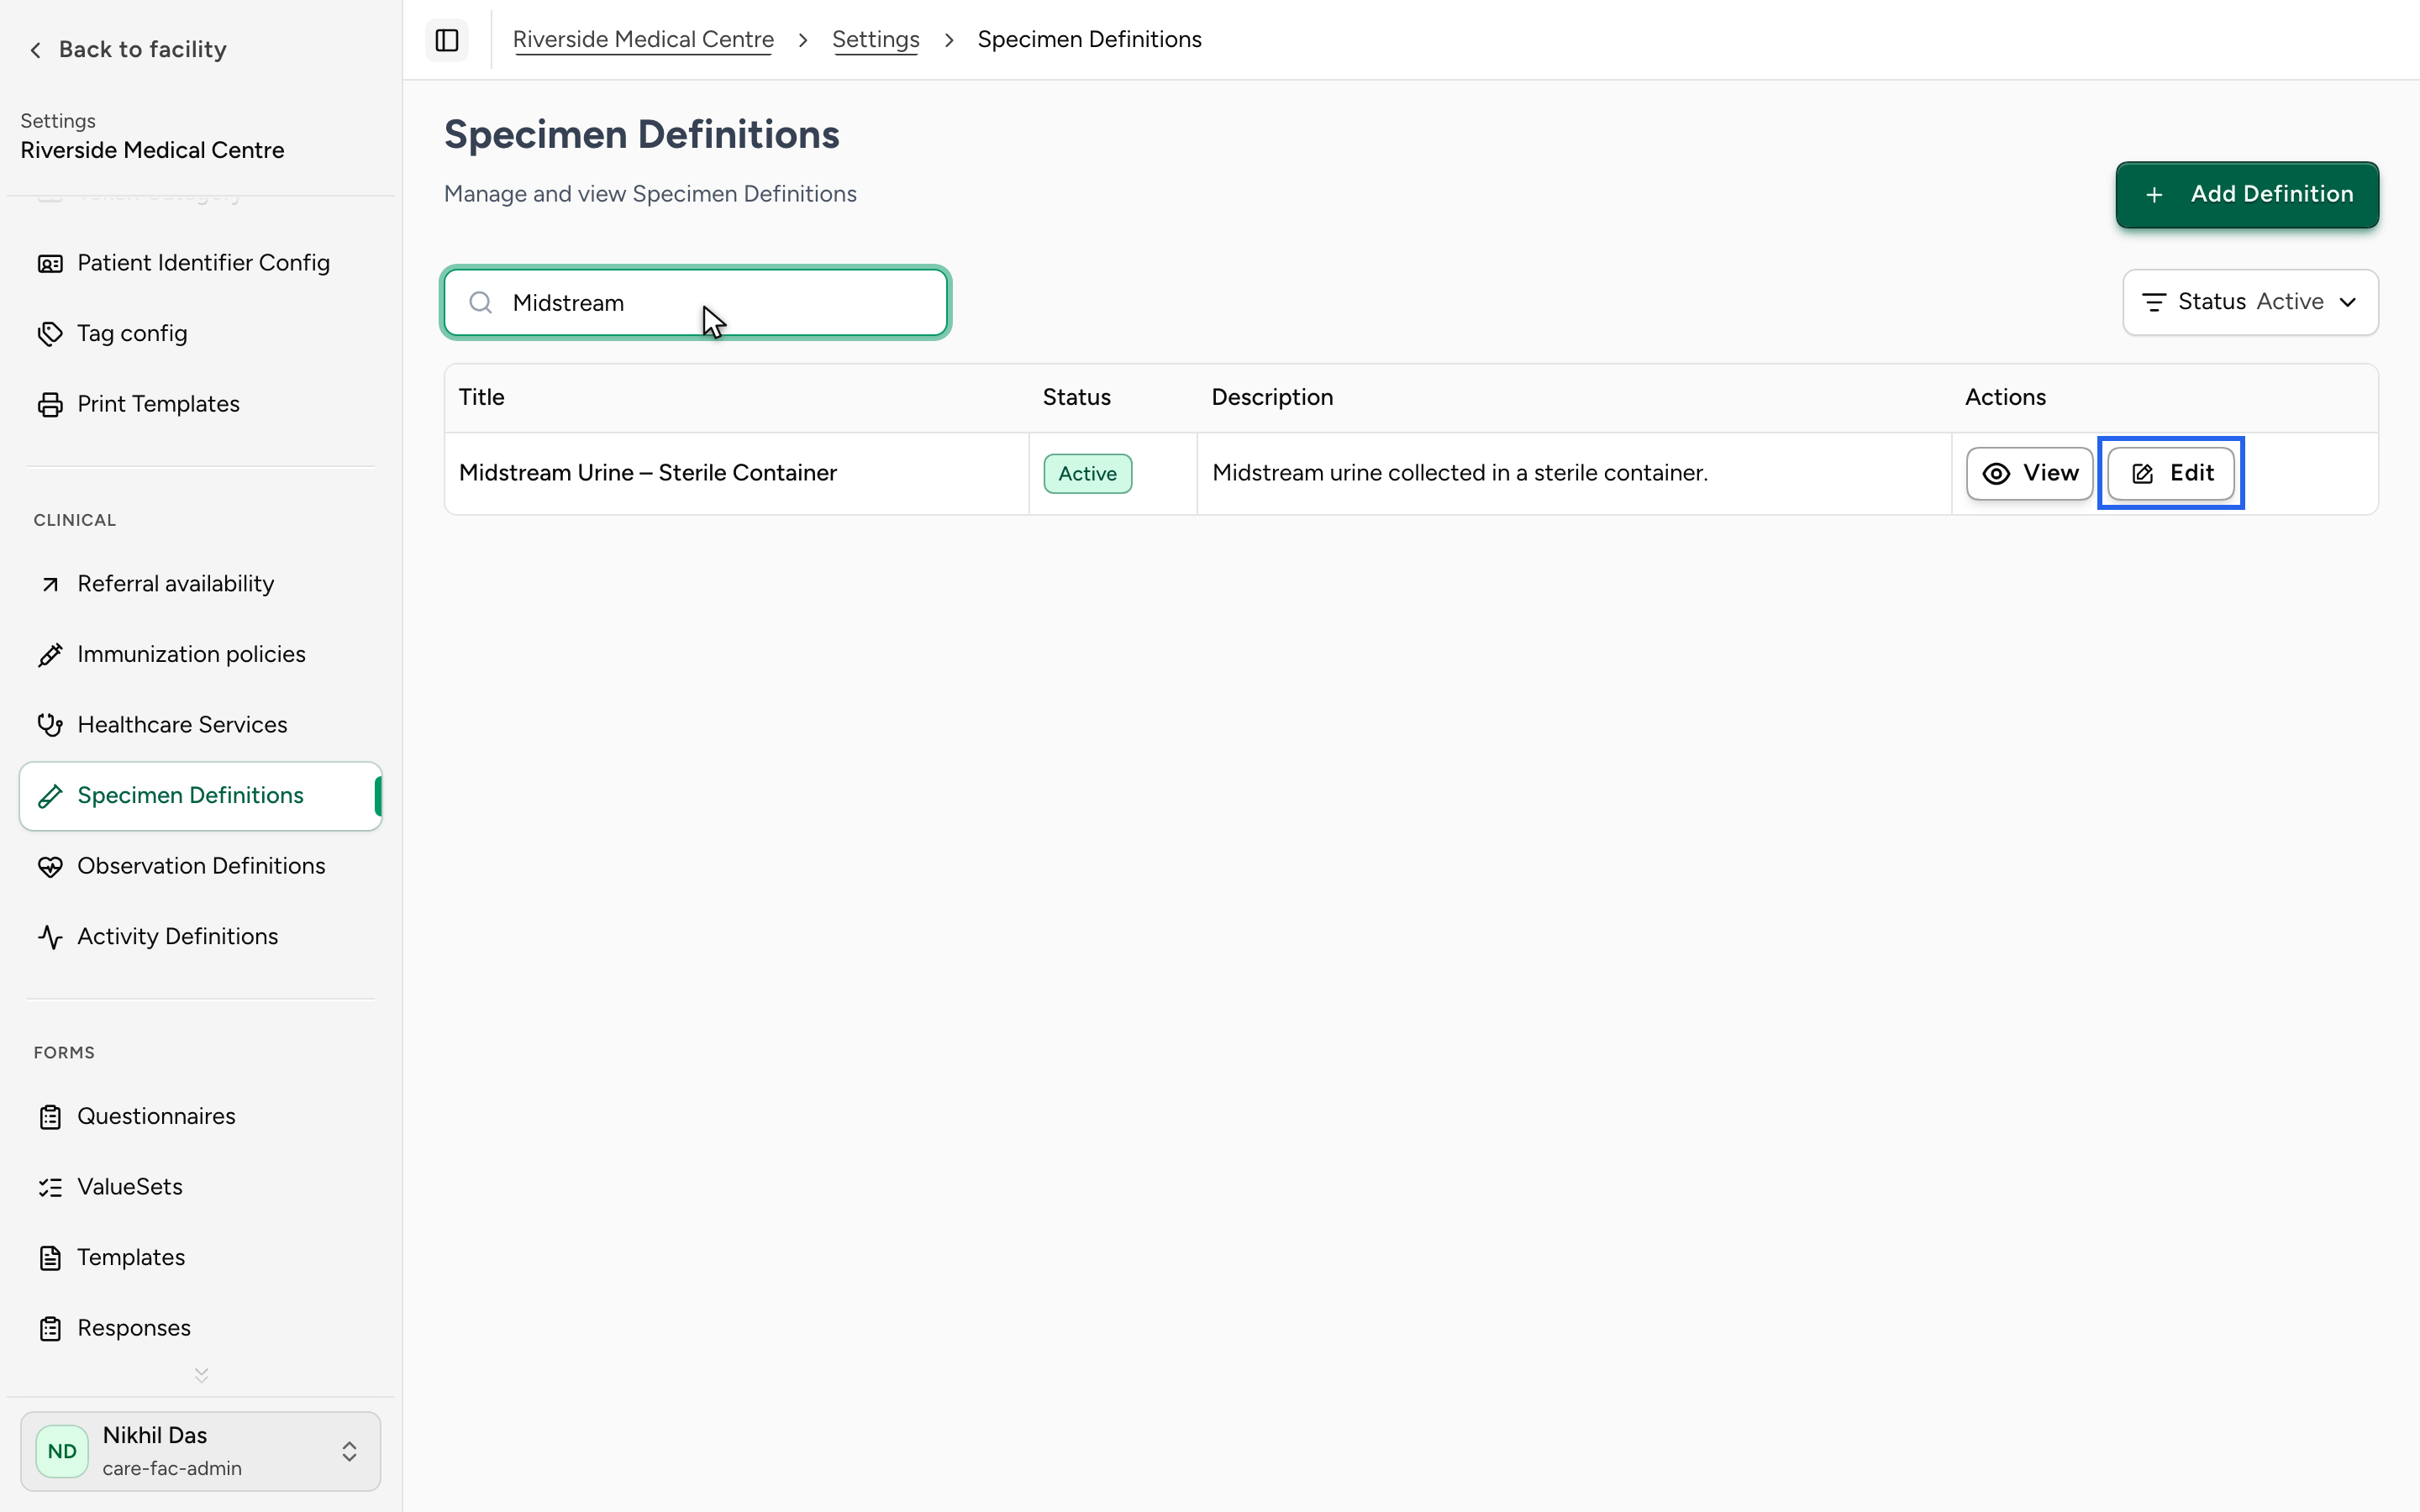 Back to facility
Settings
Riverside Medical Centre
Patient Identifier Config
Tag config
Print Templates
CLINICAL
Referral availability
Immunization policies
Healthcare Services
Specimen Definitions
Observation Definitions
Activity Definitions
FORMS
Questionnaires
ValueSets
Templates
Responses
ND
Nikhil Das
care-fac-admin
Riverside Medical Centre > Settings > Specimen Definitions
Specimen Definitions
Manage and view Specimen Definitions
+ Add Definition
Midstream
Status Active
Title Status Description Actions
Midstream Urine – Sterile Container Active Midstream urine collected in a sterile container. View Edit